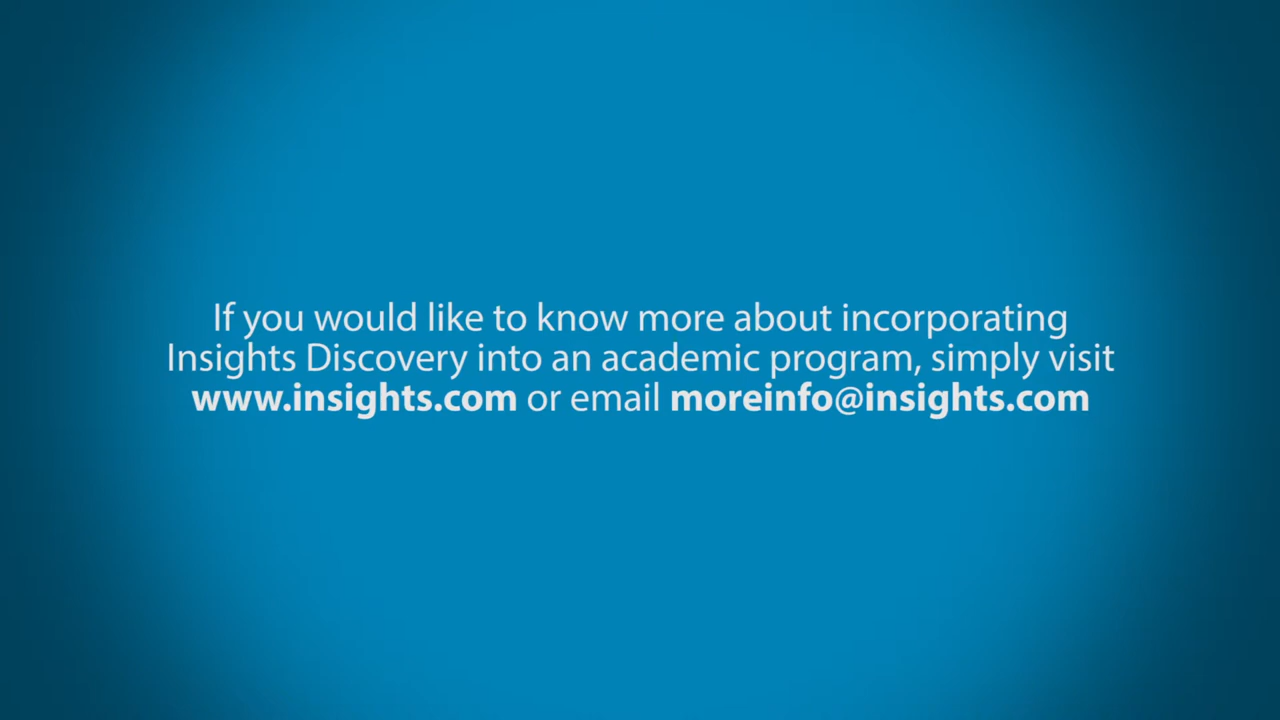 If you would like to know more about incorporating
Insights Discovery into an academic program, simply visit
www.insights.com or email moreinfo@insights.com